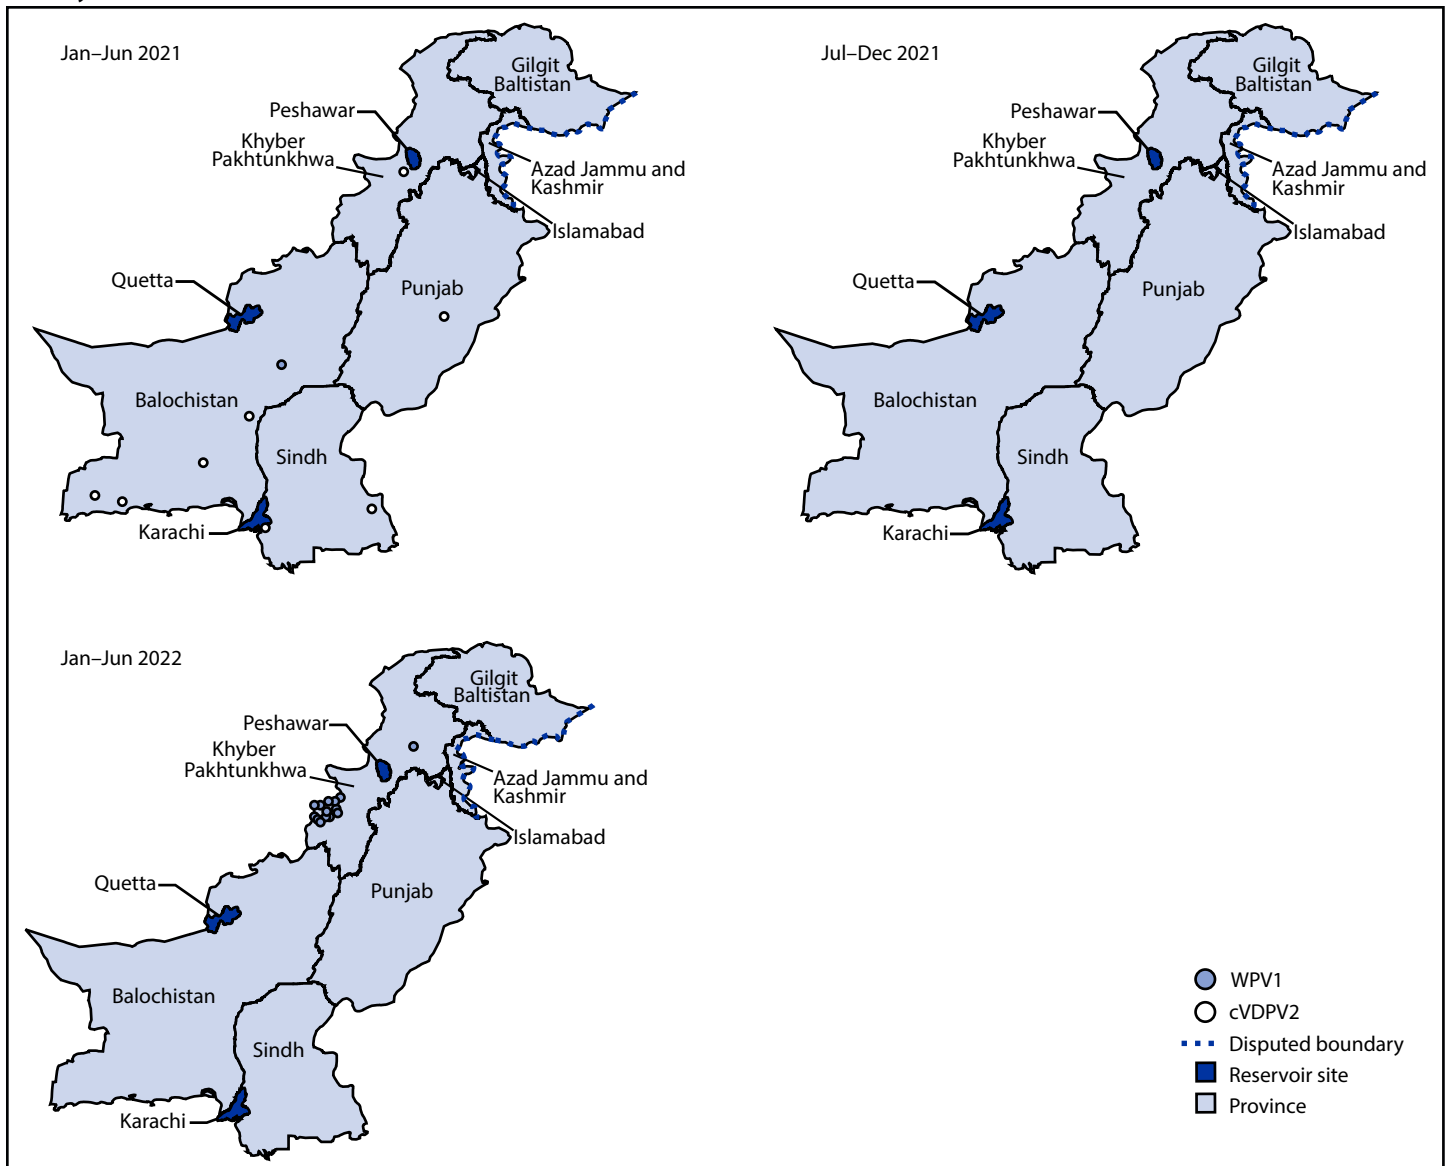 Jan–Jun 2021
Gilgit
Baltistan
Peshawar
Khyber
Pakhtunkhwa
Azad Jammu and
Kashmir
Islamabad
Quetta
Punjab
Balochistan
Sindh
Karachi
Jul–Dec 2021
Gilgit
Baltistan
Peshawar
Khyber
Pakhtunkhwa
Azad Jammu and
Kashmir
Islamabad
Quetta
Punjab
Balochistan
Sindh
Karachi
Jan–Jun 2022
Gilgit
Baltistan
Peshawar
Khyber
Pakhtunkhwa
Azad Jammu and
Kashmir
Islamabad
Quetta
Punjab
Balochistan
Sindh
Karachi
WPV1
cVDPV2
Disputed boundary
Reservoir site
Province